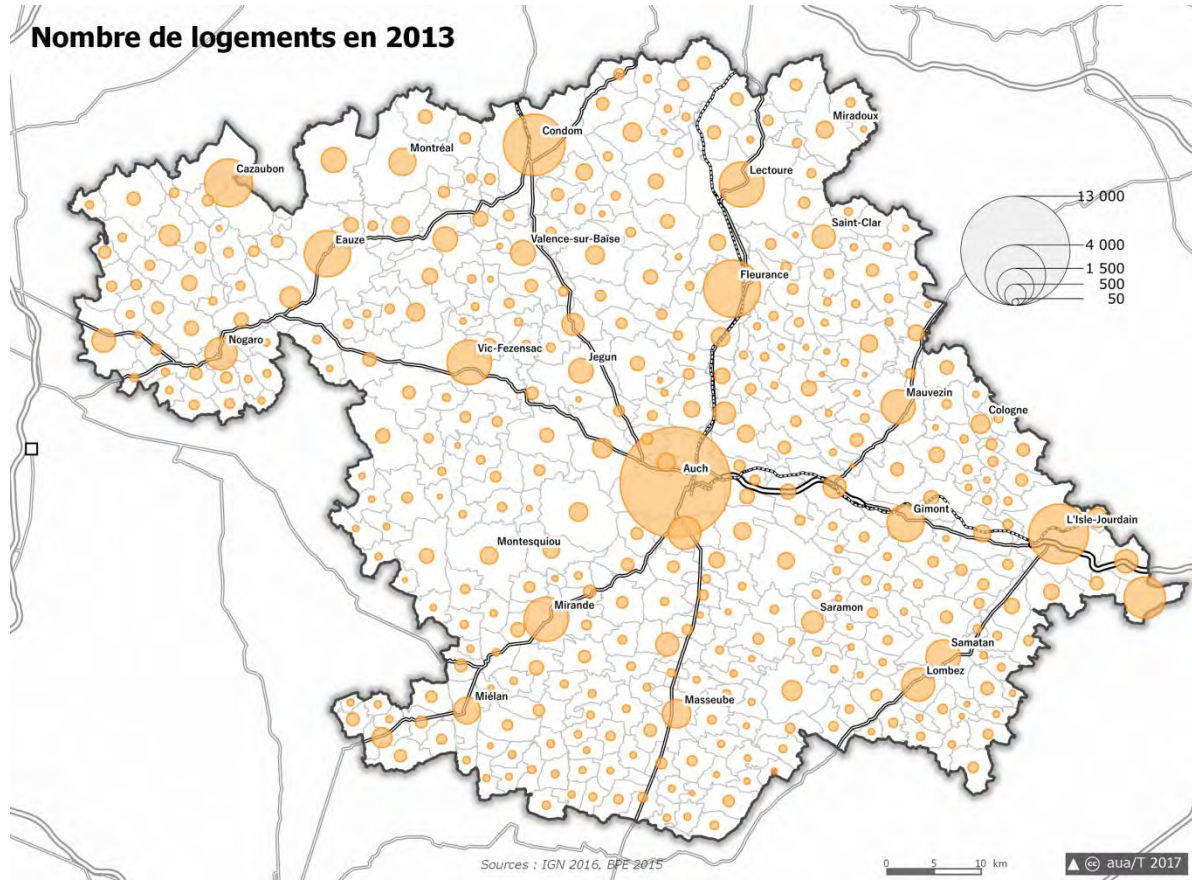 Nombre de logements en 2013
Miradoux
Condom
Montréal
Cazaubon
Lectoure
13 000
Saint-Clar
Eauze
Valence-sur-Baise
4 000
1 500
Fleurance
500
50
Nogaro
Vic-Fezensac
Jegun
Mauvezin
Cologne
Auch
Gimont
L'Isle-Jourdain
Montesquiou
Mirande
Saramon
Samatan
Lombez
Miélan
Masseube
Sources : IGN 2016, BPE 2015
0 5 10 km
cc aua/T 2017